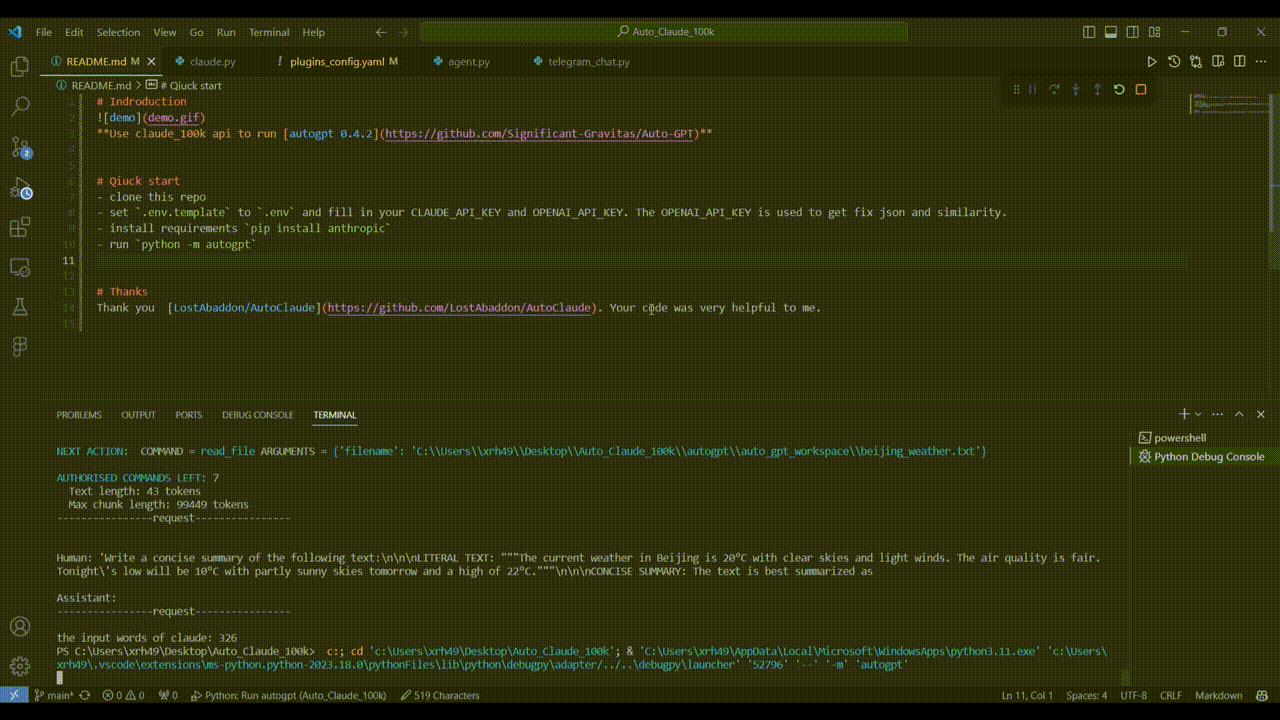 File Edit Selection View Go Run Terminal Help Auto_Claude_100k
README.md M claude.py ! plugins_config.yaml M agent.py telegram_chat.py
README.md > # Qiuck start
1 # Indroduction
2 ![demo](demo.gif)
3 **Use claude_100k api to run [autogpt 0.4.2](https://github.com/Significant-Gravitas/Auto-GPT)**
4
5
6 # Qiuck start
7 - clone this repo
8 - set `.env.template` to `.env` and fill in your CLAUDE_API_KEY and OPENAI_API_KEY. The OPENAI_API_KEY is used to get fix json and similarity.
9 - install requirements `pip install anthropic`
10 - run `python -m autogpt`
11
12
13 # Thanks
14 Thank you  [LostAbaddon/AutoClaude](https://github.com/LostAbaddon/AutoClaude). Your code was very helpful to me.
15
PROBLEMS OUTPUT PORTS DEBUG CONSOLE TERMINAL
powershell
Python Debug Console
NEXT ACTION:  COMMAND = read_file ARGUMENTS = {'filename': 'C:\\Users\\xrh49\\Desktop\\Auto_Claude_100k\\autogpt\\auto_gpt_workspace\\beijing_weather.txt'}
AUTHORISED COMMANDS LEFT: 7
Text length: 43 tokens
Max chunk length: 99449 tokens
----------------request----------------
Human: 'Write a concise summary of the following text:\n\n\nLITERAL TEXT: """The current weather in Beijing is 20°C with clear skies and light winds. The air quality is fair.
Tonight\'s low will be 10°C with partly sunny skies tomorrow and a high of 22°C."""\n\n\nCONCISE SUMMARY: The text is best summarized as
Assistant:
----------------request----------------
the input words of claude: 326
PS C:\Users\xrh49\Desktop\Auto_Claude_100k>  c:; cd 'c:\Users\xrh49\Desktop\Auto_Claude_100k'; & 'C:\Users\xrh49\AppData\Local\Microsoft\WindowsApps\python3.11.exe' 'c:\Users\
xrh49\.vscode\extensions\ms-python.python-2023.18.0\pythonFiles\lib\python\debugpy\adapter/../..\debugpy\launcher' '52796' '--' '-m' 'autogpt'
2
main* 0 0 0 Python: Run autogpt (Auto_Claude_100k) 519 Characters Ln 11, Col 1 Spaces: 4 UTF-8 CRLF Markdown